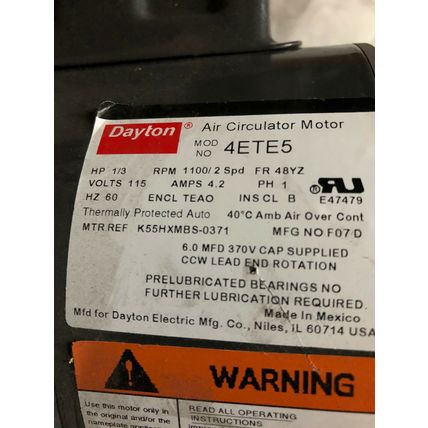 Dayton® Air Circulator Motor
MOD NO 4ETE5
HP 1/3 RPM 1100/2 Spd FR 48YZ
VOLTS 115 AMPS 4.2 PH 1
HZ 60 ENCL TEAO INS CL B E47479
Thermally Protected Auto 40°C Amb Air Over Cont
MTR.REF K55HXMBS-0371 MFG NO F07 D
6.0 MFD 370V CAP SUPPLIED
CCW LEAD END ROTATION
PRELUBRICATED BEARINGS NO
FURTHER LUBRICATION REQUIRED.
Made In Mexico
Mfd for Dayton Electric Mfg. Co., Niles, IL 60714 USA
WARNING
Use this motor only in
the original and/or the
nameplate application
READ ALL OPERATING
INSTRUCTIONS